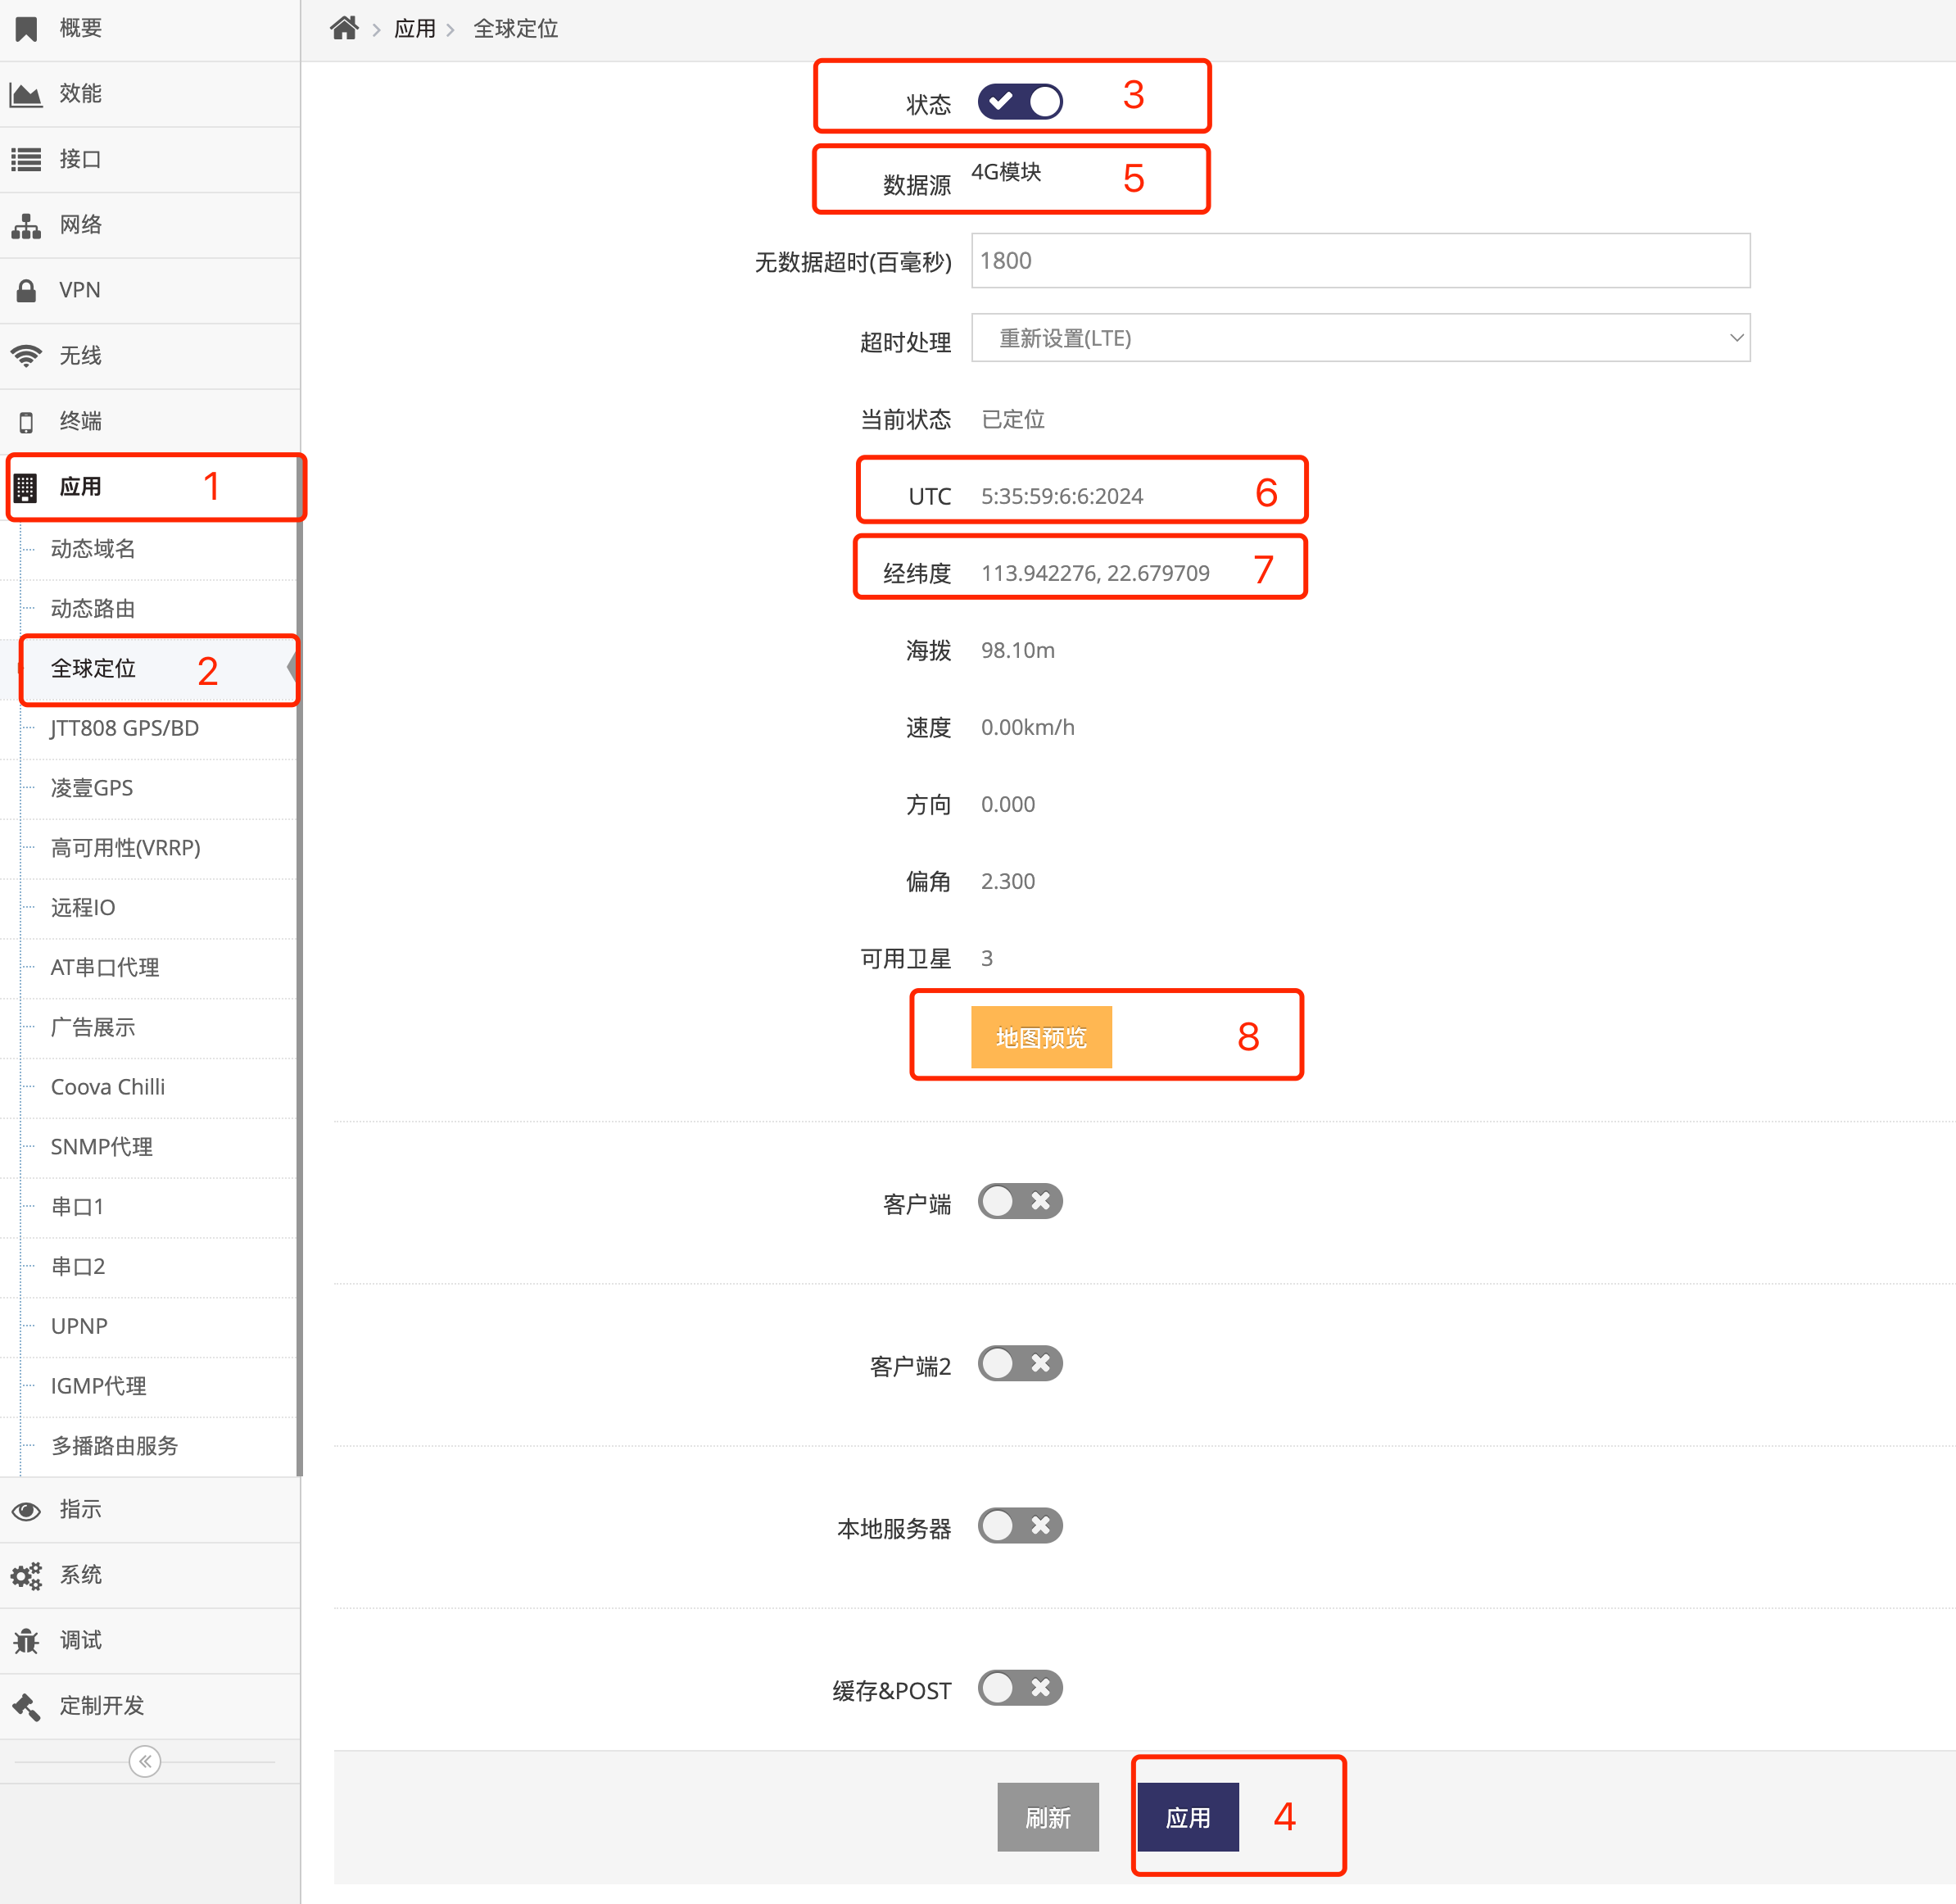 概要
效能
接口
网络
VPN
无线
终端
应用 1
动态域名
动态路由
全球定位 2
JTT808 GPS/BD
凌壹GPS
高可用性(VRRP)
远程IO
AT串口代理
广告展示
Coova Chilli
SNMP代理
串口1
串口2
UPNP
IGMP代理
多播路由服务
指示
系统
调试
定制开发
应用 全球定位
状态 3
数据源 4G模块 5
无数据超时(百毫秒) 1800
超时处理 重新设置(LTE)
当前状态 已定位
UTC 5:35:59:6:6:2024 6
经纬度 113.942276, 22.679709 7
海拨 98.10m
速度 0.00km/h
方向 0.000
偏角 2.300
可用卫星 3
地图预览 8
客户端
客户端2
本地服务器
缓存&POST
刷新 应用 4